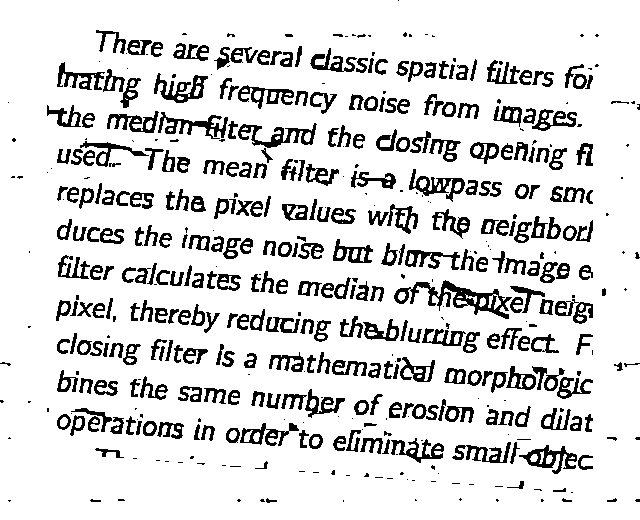 There are several classic spatial filters for
inating high frequency noise from images.
the median filter and the closing opening fi
used. The mean filter is a lowpass or smo
replaces the pixel values with the neighborh
duces the image noise but blurs the image e
filter calculates the median of the pixel neig
pixel, thereby reducing the blurring effect. F
closing filter is a mathematical morphologic
bines the same number of erosion and dilat
operations in order to eliminate small objec